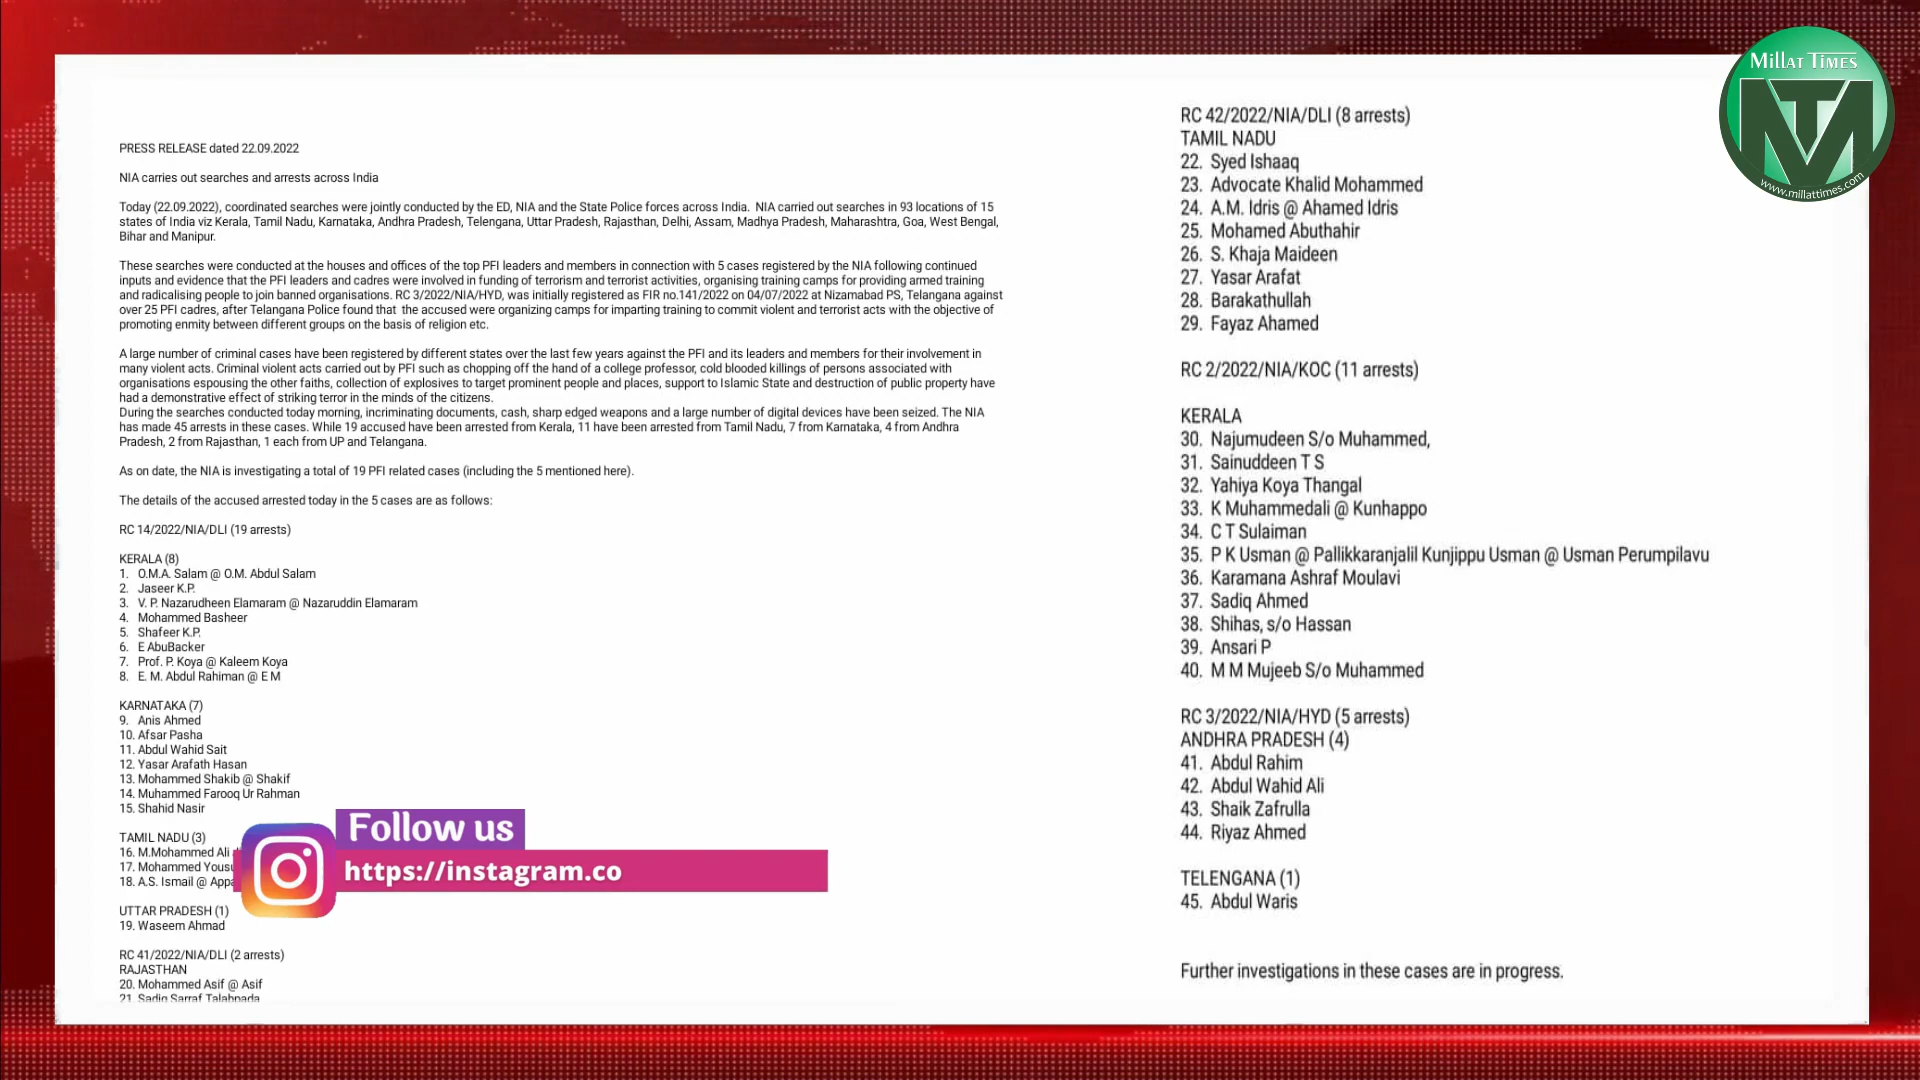 PRESS RELEASE dated 22.09.2022
NIA carries out searches and arrests across India
Today (22.09.2022), coordinated searches were jointly conducted by the ED, NIA and the State Police forces across India. NIA carried out searches in 93 locations of 15
states of India viz Kerala, Tamil Nadu, Karnataka, Andhra Pradesh, Telengana, Uttar Pradesh, Rajasthan, Delhi, Assam, Madhya Pradesh, Maharashtra, Goa, West Bengal,
Bihar and Manipur.
These searches were conducted at the houses and offices of the top PFI leaders and members in connection with 5 cases registered by the NIA following continued
inputs and evidence that the PFI leaders and cadres were involved in funding of terrorism and terrorist activities, organising training camps for providing armed training
and radicalising people to join banned organisations. RC 3/2022/NIA/HYD, was initially registered as FIR no.141/2022 on 04/07/2022 at Nizamabad PS, Telangana against
over 25 PFI cadres, after Telangana Police found that the accused were organizing camps for imparting training to commit violent and terrorist acts with the objective of
promoting enmity between different groups on the basis of religion etc.
A large number of criminal cases have been registered by different states over the last few years against the PFI and its leaders and members for their involvement in
many violent acts. Criminal violent acts carried out by PFI such as chopping off the hand of a college professor, cold blooded killings of persons associated with
organisations espousing the other faiths, collection of explosives to target prominent people and places, support to Islamic State and destruction of public property have
had a demonstrative effect of striking terror in the minds of the citizens.
During the searches conducted today morning, incriminating documents, cash, sharp edged weapons and a large number of digital devices have been seized. The NIA
has made 45 arrests in these cases. While 19 accused have been arrested from Kerala, 11 have been arrested from Tamil Nadu, 7 from Karnataka, 4 from Andhra
Pradesh, 2 from Rajasthan, 1 each from UP and Telangana.
As on date, the NIA is investigating a total of 19 PFI related cases (including the 5 mentioned here).
The details of the accused arrested today in the 5 cases are as follows:
RC 14/2022/NIA/DLI (19 arrests)
KERALA (8)
1. O.M.A. Salam @ O.M. Abdul Salam
2. Jaseer K.P.
3. V. P. Nazarudheen Elamaram @ Nazaruddin Elamaram
4. Mohammed Basheer
5. Shafeer K.P.
6. E AbuBacker
7. Prof. P. Koya @ Kaleem Koya
8. E. M. Abdul Rahiman @ E M
KARNATAKA (7)
9. Anis Ahmed
10. Afsar Pasha
11. Abdul Wahid Sait
12. Yasar Arafath Hasan
13. Mohammed Shakib @ Shakif
14. Muhammed Farooq Ur Rahman
15. Shahid Nasir
TAMIL NADU (3)
16. M.Mohammed Ali
17. Mohammed
18. A.S. Ismail @
UTTAR PRADESH (1)
19. Waseem Ahmad
RC 41/2022/NIA/DLI (2 arrests)
RAJASTHAN
20. Mohammed Asif @ Asif
21. Sadiq Sarraf Talabpada
Follow us
https://instagram.co
RC 42/2022/NIA/DLI (8 arrests)
TAMIL NADU
22. Syed Ishaaq
23. Advocate Khalid Mohammed
24. A.M. Idris @ Ahamed Idris
25. Mohamed Abuthahir
26. S. Khaja Maideen
27. Yasar Arafat
28. Barakathullah
29. Fayaz Ahamed
RC 2/2022/NIA/KOC (11 arrests)
KERALA
30. Najumudeen S/o Muhammed,
31. Sainuddeen T S
32. Yahiya Koya Thangal
33. K Muhammedali @ Kunhappo
34. C T Sulaiman
35. P K Usman @ Pallikkaranjalil Kunjippu Usman @ Usman Perumpilavu
36. Karamana Ashraf Moulavi
37. Sadiq Ahmed
38. Shihas, s/o Hassan
39. Ansari P
40. M M Mujeeb S/o Muhammed
RC 3/2022/NIA/HYD (5 arrests)
ANDHRA PRADESH (4)
41. Abdul Rahim
42. Abdul Wahid Ali
43. Shaik Zafrulla
44. Riyaz Ahmed
TELENGANA (1)
45. Abdul Waris
Further investigations in these cases are in progress.
MILLAT TIMES
MT
www.millattimes.com